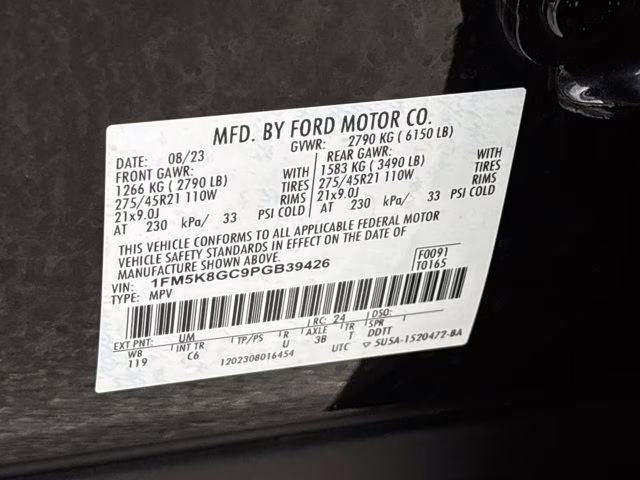 MFD. BY FORD MOTOR CO.
DATE: 08/23 GVWR: 2790 KG ( 6150 LB)
FRONT GAWR: REAR GAWR:
1266 KG ( 2790 LB) WITH 1583 KG ( 3490 LB) WITH
275/45R21 110W TIRES 275/45R21 110W TIRES
21x9.0J RIMS 21x9.0J RIMS
AT 230 kPa/ 33 PSI COLD AT 230 kPa/ 33 PSI COLD
THIS VEHICLE CONFORMS TO ALL APPLICABLE FEDERAL MOTOR
VEHICLE SAFETY STANDARDS IN EFFECT ON THE DATE OF
MANUFACTURE SHOWN ABOVE.
VIN: 1FM5K8GC9PGB39426 F0091
TYPE: MPV T0165
EXT PNT: UM RC: 24 DSO:
WB INT TR TP/PS R AXLE TR SPR
119 C6 U 3B T DDTT
1202308016454 UTC ▽ SU5A-1520472-BA